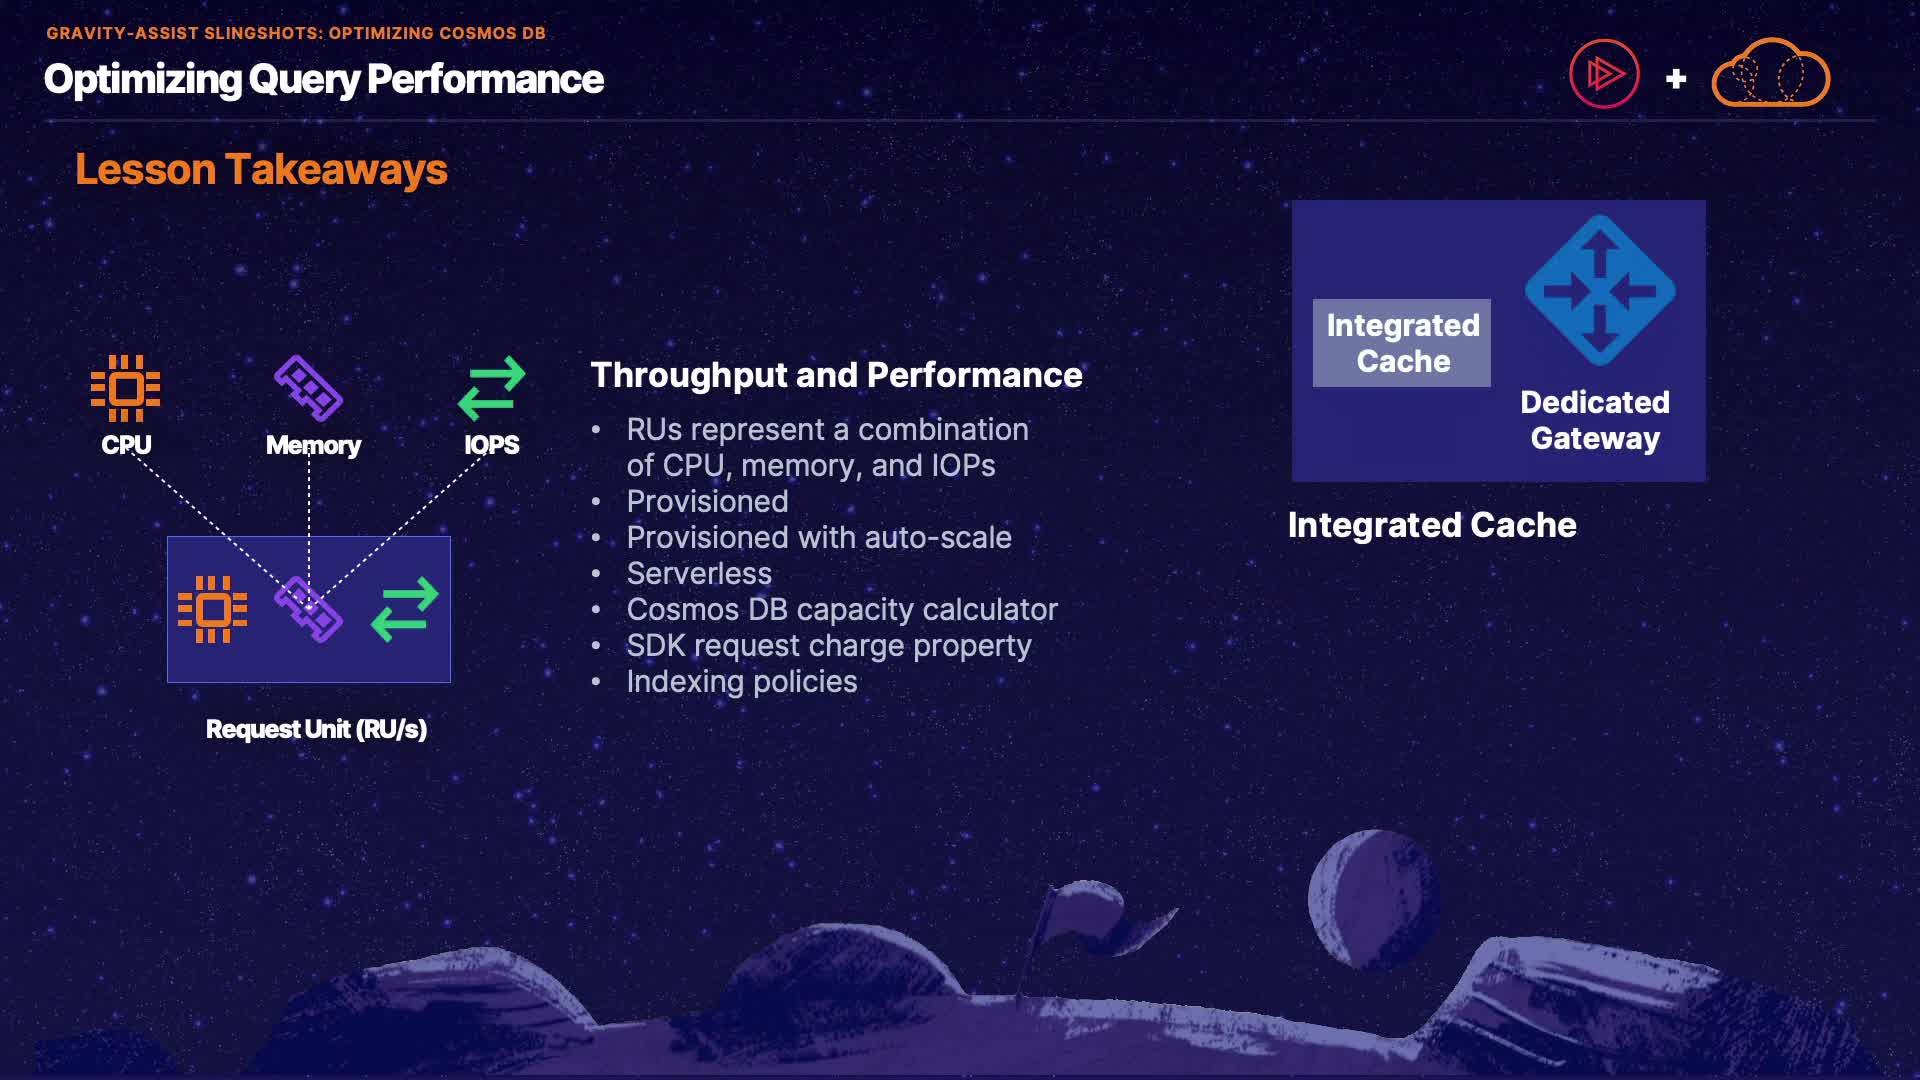 GRAVITY-ASSIST SLINGSHOTS: OPTIMIZING COSMOS DB
Optimizing Query Performance
+
Lesson Takeaways
CPU
Memory
IOPS
Request Unit (RU/s)
Throughput and Performance
• RUs represent a combination
of CPU, memory, and IOPs
• Provisioned
• Provisioned with auto-scale
• Serverless
• Cosmos DB capacity calculator
• SDK request charge property
• Indexing policies
Integrated
Cache
Dedicated
Gateway
Integrated Cache